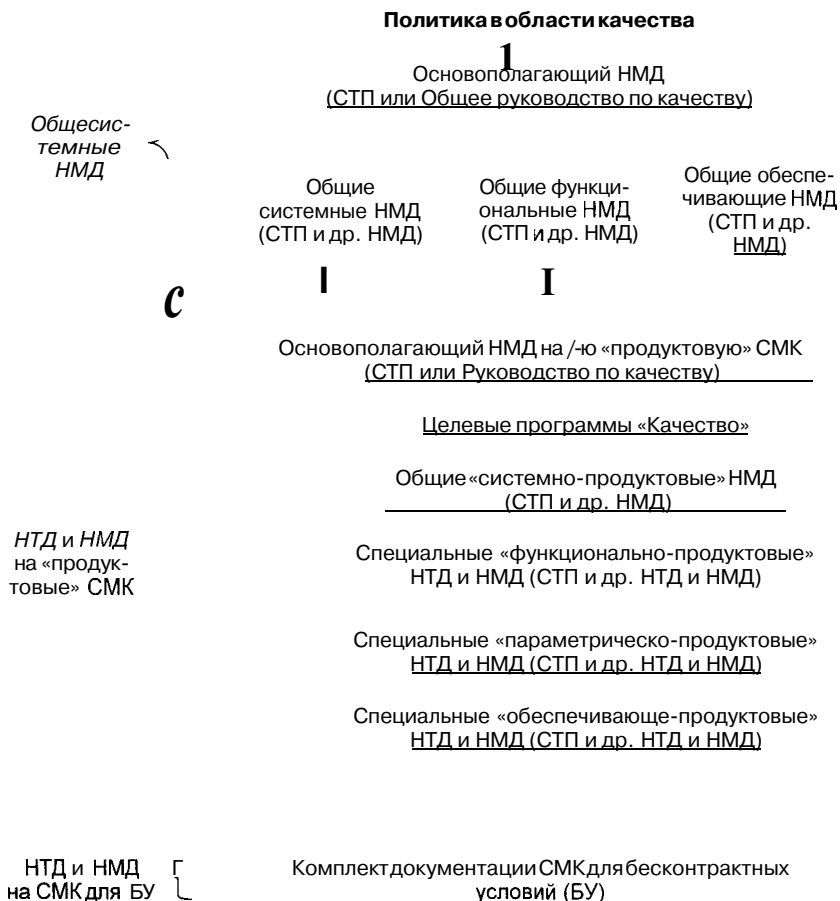 Политика в области качества
1
Основополагающий НМД
(СТП или Общее руководство по качеству)
Общесис-
темные
НМД
Общие
системные НМД
(СТП и др. НМД)
Общие функци-
ональные НМД
(СТП и др. НМД)
Общие обеспе-
чивающие НМД
(СТП и др.
НМД)
I
I
с
Основополагающий НМД на /-ю «продуктовую» СМК
(СТП или Руководство по качеству)
Целевые программы «Качество»
Общие «системно-продуктовые» НМД
(СТП и др. НМД)
НТД и НМД
на «продук-
товые» СМК
Специальные «функционально-продуктовые»
НТД и НМД (СТП и др. НТД и НМД)
Специальные «параметрическо-продуктовые»
НТД и НМД (СТП и др. НТД и НМД)
Специальные «обеспечивающе-продуктовые»
НТД и НМД (СТП и др. НТД и НМД)
НТД и НМД
на СМК для БУ
Г
Комплект документации СМК для бесконтрактных
условий (БУ)